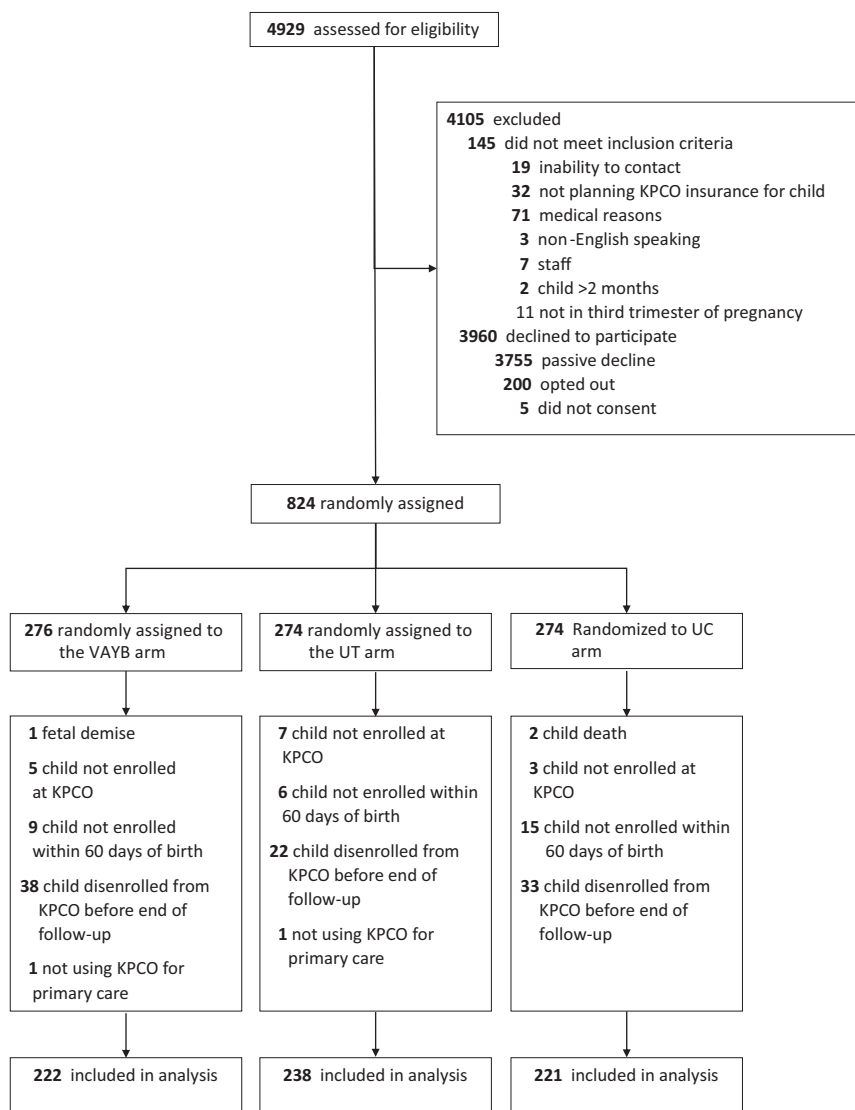 4929 assessed for eligibility
4105 excluded
145 did not meet inclusion criteria
19 inability to contact
32 not planning KPCO insurance for child
71 medical reasons
3 non-English speaking
7 staff
2 child >2 months
11 not in third trimester of pregnancy
3960 declined to participate
3755 passive decline
200 opted out
5 did not consent
824 randomly assigned
276 randomly assigned to
the VAYB arm
274 randomly assigned to
the UT arm
274 Randomized to UC
arm
1 fetal demise
5 child not enrolled
at KPCO
9 child not enrolled
within 60 days of birth
38 child disenrolled from
KPCO before end of
follow-up
1 not using KPCO for
primary care
7 child not enrolled at
KPCO
6 child not enrolled within
60 days of birth
22 child disenrolled from
KPCO before end of
follow-up
1 not using KPCO for
primary care
2 child death
3 child not enrolled at
KPCO
15 child not enrolled within
60 days of birth
33 child disenrolled from
KPCO before end of
follow-up
222 included in analysis
238 included in analysis
221 included in analysis